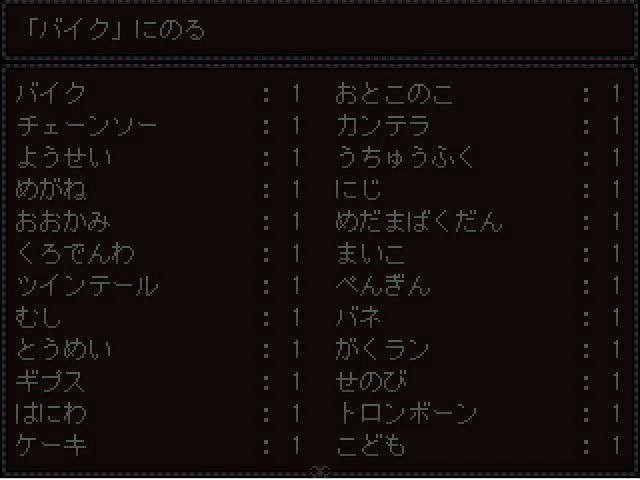 「バイク」にのる
バイク : 1 おとこのこ : 1
チェーンソー : 1 カンテラ : 1
ようせい : 1 うちゅうふく : 1
めがね : 1 にじ : 1
おおかみ : 1 めだまばくだん : 1
くろでんわ : 1 まいこ : 1
ツインテール : 1 ぺんぎん : 1
むし : 1 バネ : 1
とうめい : 1 がくラン : 1
ギプス : 1 せのび : 1
はにわ : 1 トロンボーン : 1
ケーキ : 1 こども : 1